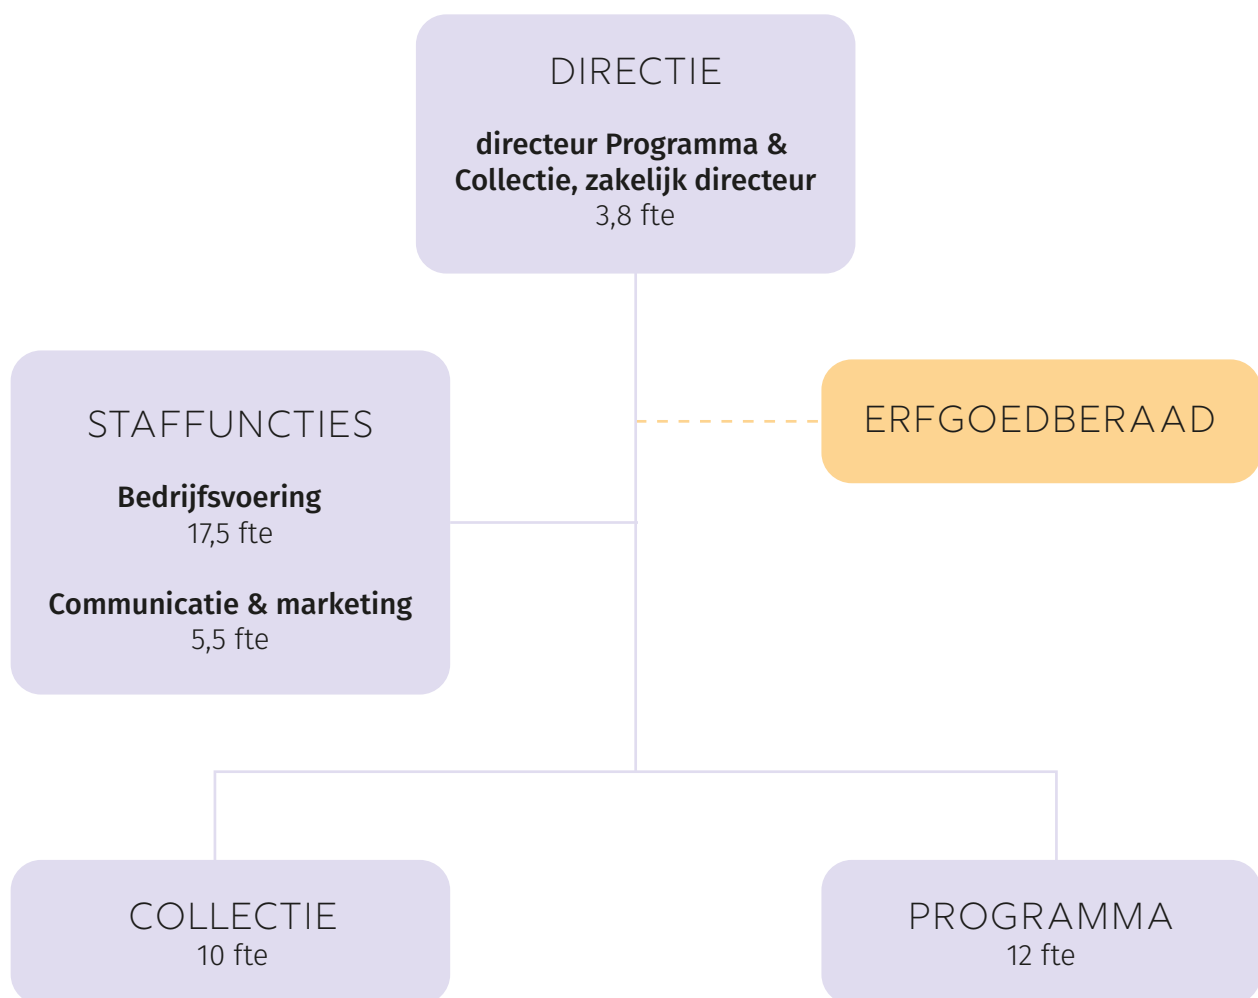 DIRECTIE
directeur Programma &
Collectie, zakelijk directeur
3,8 fte
STAFFUNCTIES
Bedrijfsvoering
17,5 fte
Communicatie & marketing
5,5 fte
ERFGOEDBERAAD
COLLECTIE
10 fte
PROGRAMMA
12 fte